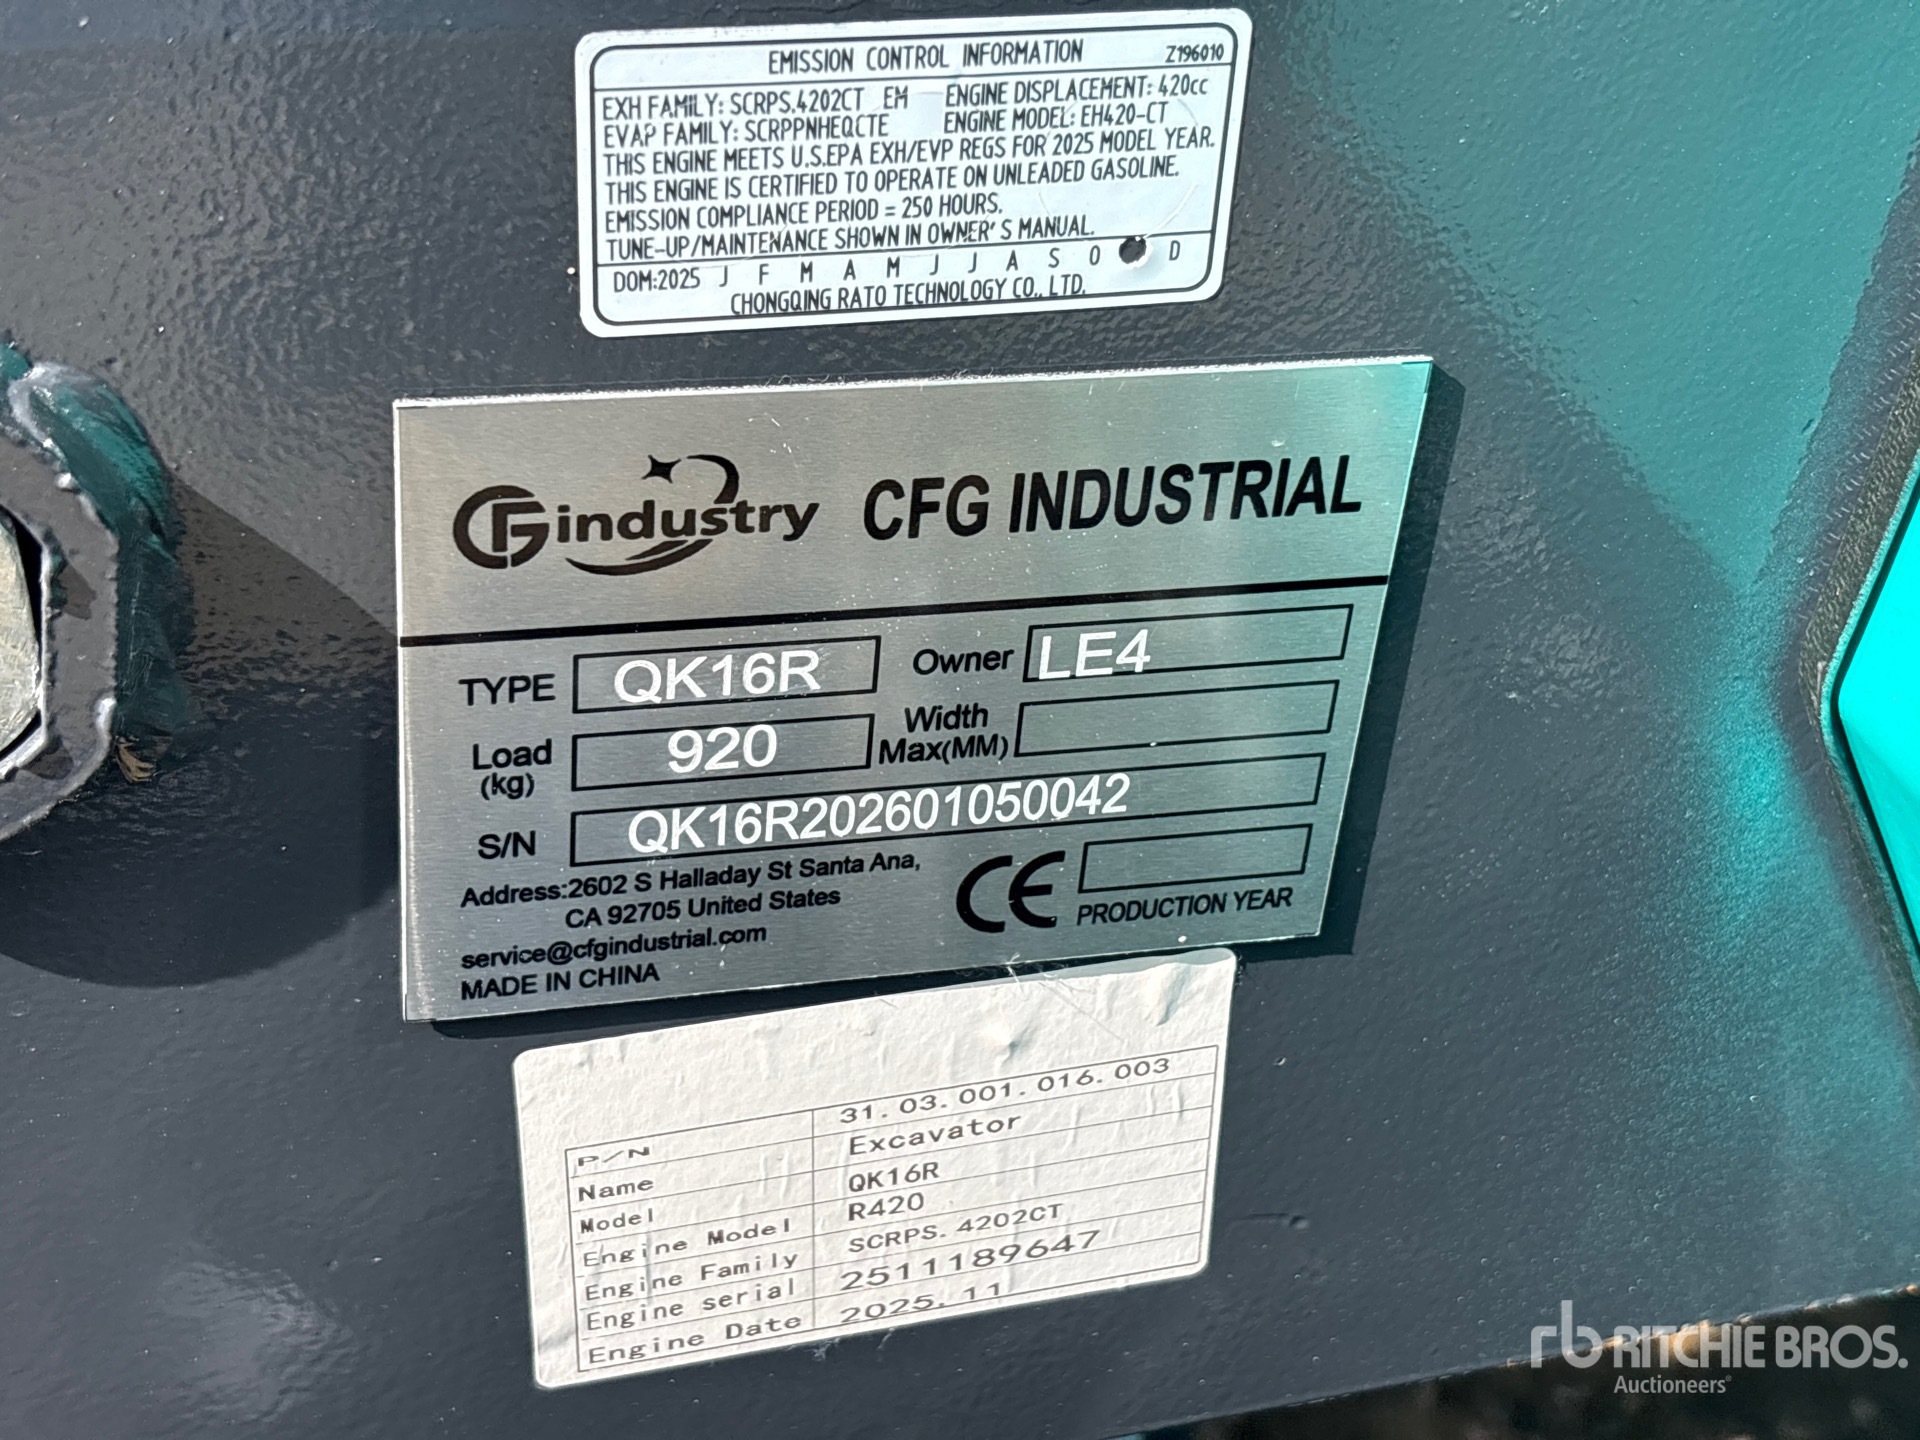 EMISSION CONTROL INFORMATION Z196010
EXH FAMILY: SCRPS.4202CT EM ENGINE DISPLACEMENT: 420cc
EVAP FAMILY: SCRPPNHEQCTE ENGINE MODEL: EH420-CT
THIS ENGINE MEETS U.S.EPA EXH/EVP REGS FOR 2025 MODEL YEAR.
THIS ENGINE IS CERTIFIED TO OPERATE ON UNLEADED GASOLINE.
EMISSION COMPLIANCE PERIOD = 250 HOURS.
TUNE-UP/MAINTENANCE SHOWN IN OWNER'S MANUAL.
DOM:2025 J F M A M J J A S O D
CHONGQING RATO TECHNOLOGY CO., LTD.
CFG industry CFG INDUSTRIAL
TYPE QK16R Owner LE4
Load (kg) 920 Width Max(MM)
S/N QK16R202601050042
Address:2602 S Halladay St Santa Ana,
CA 92705 United States
service@cfgindustrial.com
MADE IN CHINA
CE PRODUCTION YEAR
P/N 31.03.001.016.003
Name Excavator
Model QK16R
Engine Model R420
Engine Family SCRPS.4202CT
Engine serial 2511189647
Engine Date 2025.11
rb RITCHIE BROS.
Auctioneers